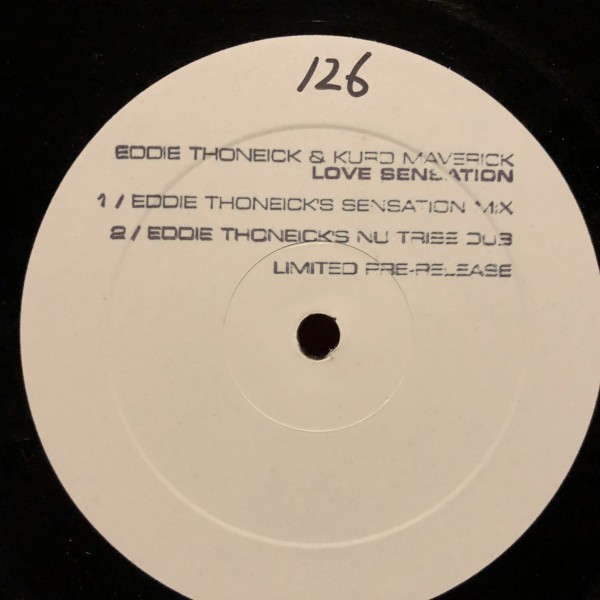 126
EDDIE THONEICK & KURD MAVERICK
LOVE SENSATION
1 / EDDIE THONEICK'S SENSATION MIX
2 / EDDIE THONEICK'S NU TRIBE DUB
LIMITED PRE-RELEASE